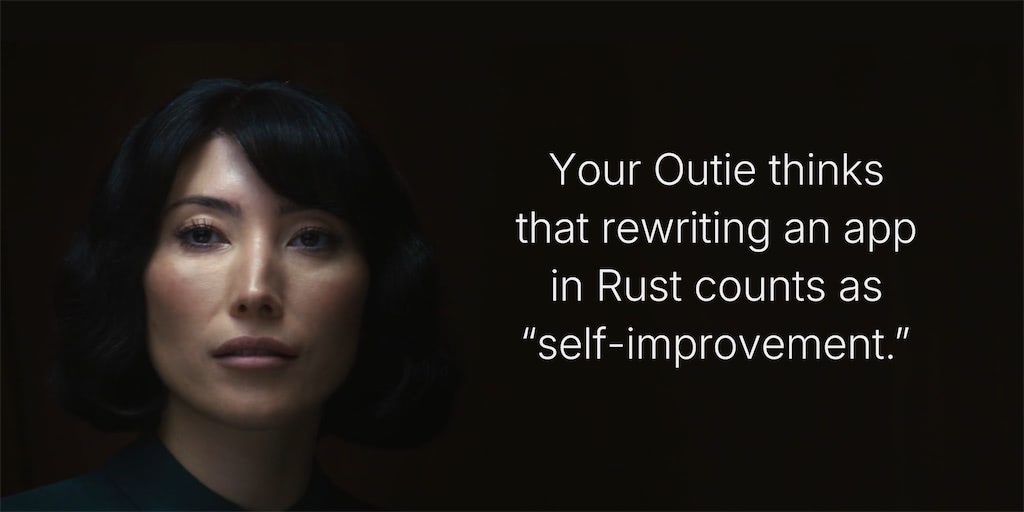 Your Outie thinks
that rewriting an app
in Rust counts as
“self-improvement.”